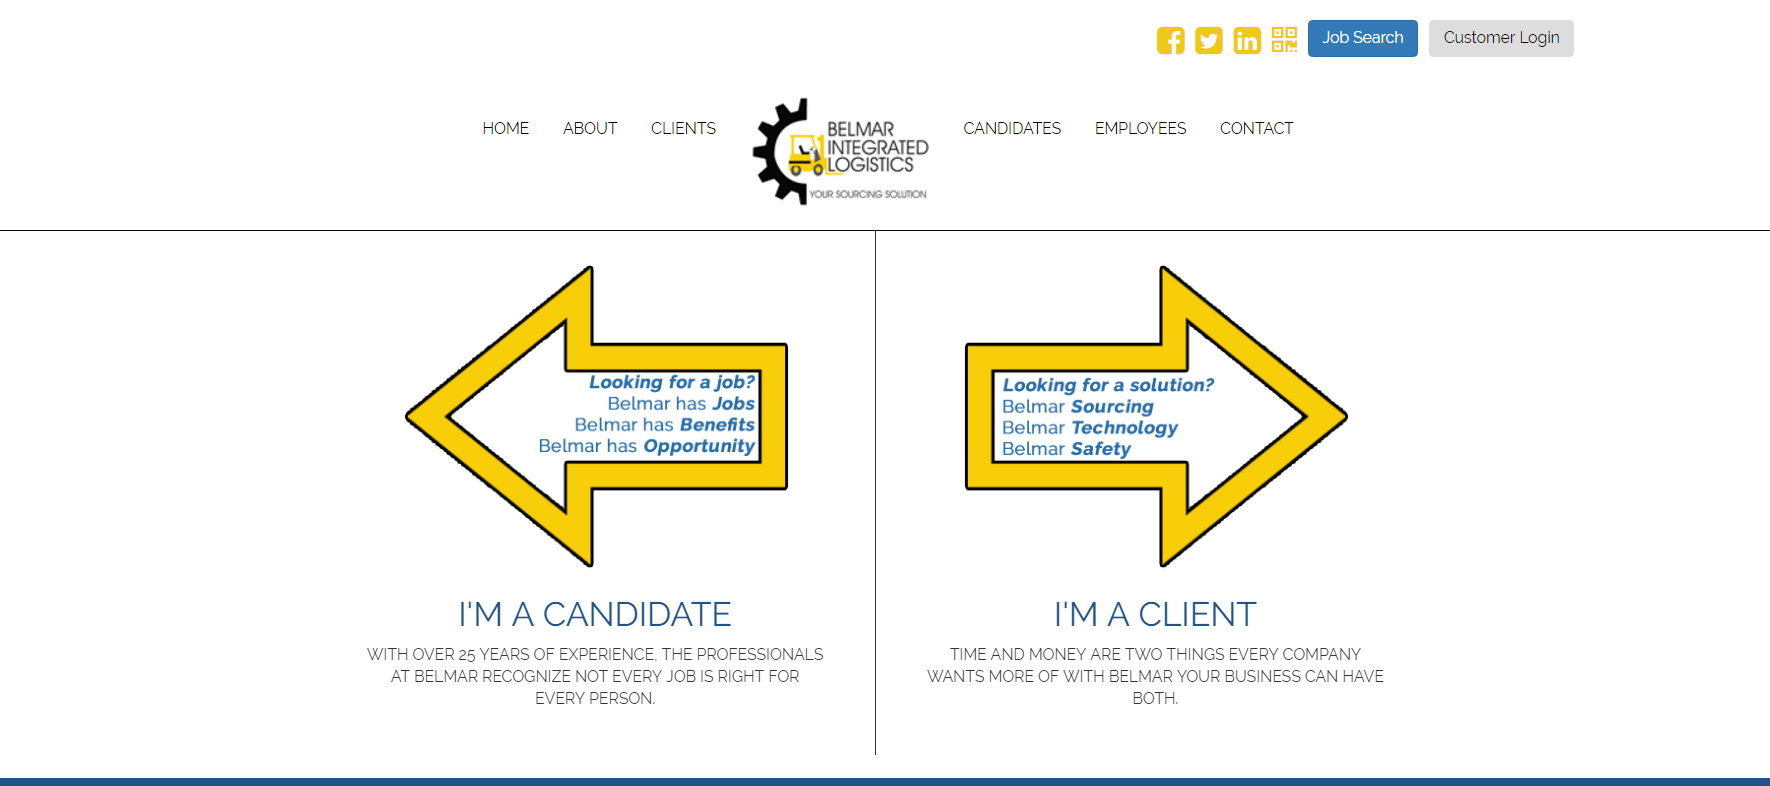 Job Search
Customer Login
HOME
ABOUT
CLIENTS
BELMAR
INTEGRATED
LOGISTICS
YOUR SOURCING SOLUTION
CANDIDATES
EMPLOYEES
CONTACT
Looking for a job?
Belmar has Jobs
Belmar has Benefits
Belmar has Opportunity
I'M A CANDIDATE
WITH OVER 25 YEARS OF EXPERIENCE, THE PROFESSIONALS
AT BELMAR RECOGNIZE NOT EVERY JOB IS RIGHT FOR
EVERY PERSON.
Looking for a solution?
Belmar Sourcing
Belmar Technology
Belmar Safety
I'M A CLIENT
TIME AND MONEY ARE TWO THINGS EVERY COMPANY
WANTS MORE OF WITH BELMAR YOUR BUSINESS CAN HAVE
BOTH.